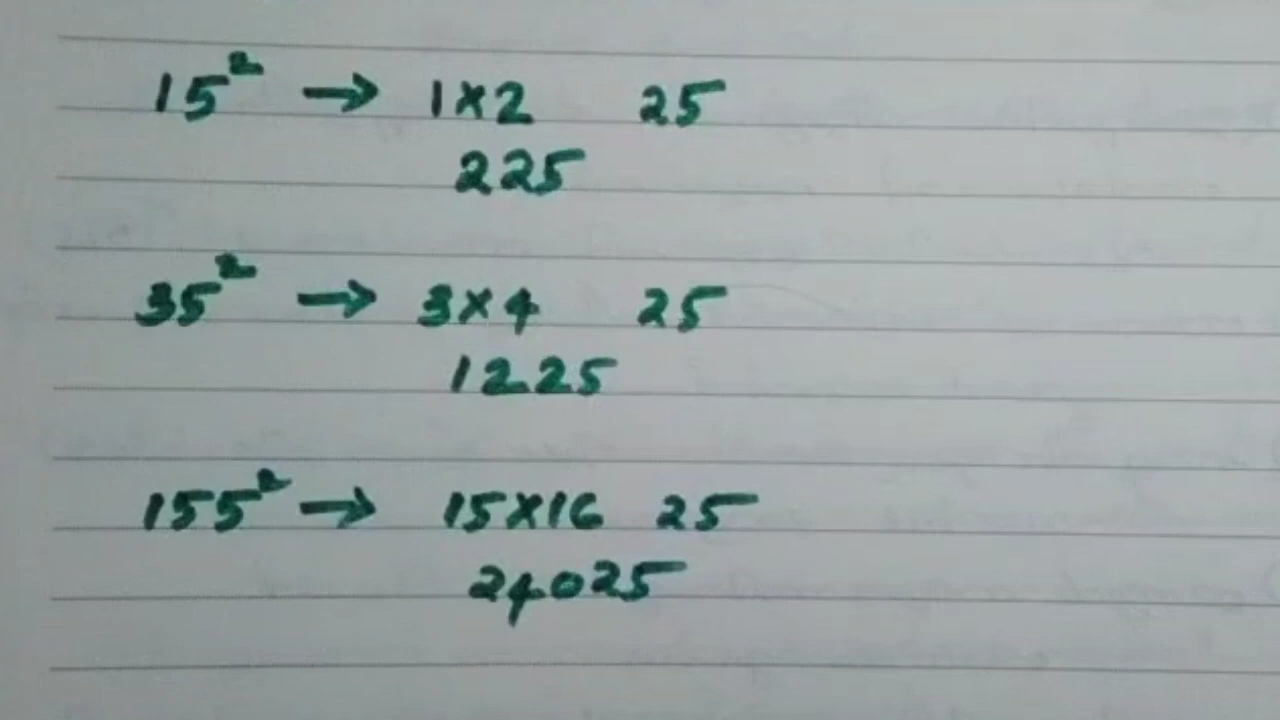 15² → 1×2 25
225
35² → 3×4 25
1225
155² → 15×16 25
24025